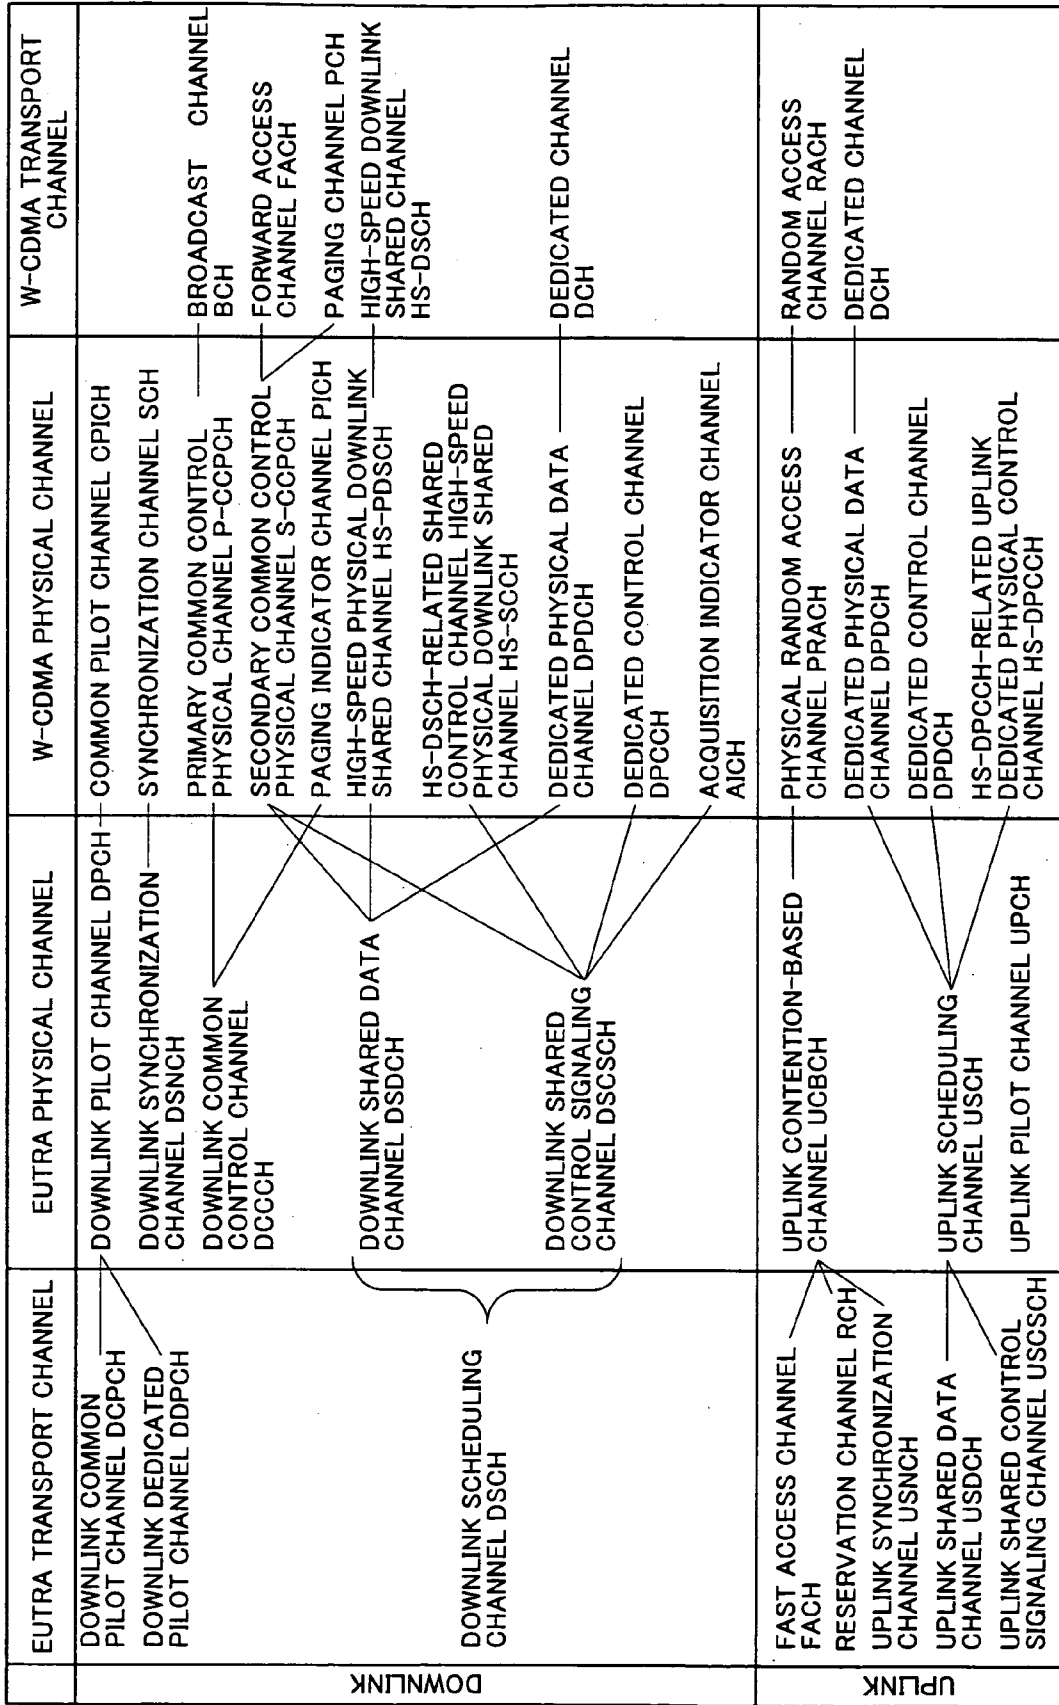 EUTRA TRANSPORT CHANNEL
EUTRA PHYSICAL CHANNEL
W-CDMA PHYSICAL CHANNEL
W-CDMA TRANSPORT
CHANNEL
DOWNLINK
DOWNLINK COMMON
PILOT CHANNEL DCPCH
DOWNLINK DEDICATED
PILOT CHANNEL DDPCH
DOWNLINK SCHEDULING
CHANNEL DSCH
DOWNLINK PILOT CHANNEL DPCH
DOWNLINK SYNCHRONIZATION
CHANNEL DSNCH
DOWNLINK COMMON
CONTROL CHANNEL
DCCCH
DOWNLINK SHARED DATA
CHANNEL DSDCH
DOWNLINK SHARED
CONTROL SIGNALING
CHANNEL DSCSCH
COMMON PILOT CHANNEL CPICH
SYNCHRONIZATION CHANNEL SCH
PRIMARY COMMON CONTROL
PHYSICAL CHANNEL P-CCPCH
SECONDARY COMMON CONTROL
PHYSICAL CHANNEL S-CCPCH
PAGING INDICATOR CHANNEL PICH
HIGH-SPEED PHYSICAL DOWNLINK
SHARED CHANNEL HS-PDSCH
HS-DSCH-RELATED SHARED
CONTROL CHANNEL HIGH-SPEED
PHYSICAL DOWNLINK SHARED
CHANNEL HS-SCCH
DEDICATED PHYSICAL DATA
CHANNEL DPDCH
DEDICATED CONTROL CHANNEL
DPCCH
ACQUISITION INDICATOR CHANNEL
AICH
BROADCAST CHANNEL
BCH
FORWARD ACCESS
CHANNEL FACH
PAGING CHANNEL PCH
HIGH-SPEED DOWNLINK
SHARED CHANNEL
HS-DSCH
DEDICATED CHANNEL
DCH
UPLINK
FAST ACCESS CHANNEL
FACH
RESERVATION CHANNEL RCH
UPLINK SYNCHRONIZATION
CHANNEL USNCH
UPLINK SHARED DATA
CHANNEL USDCH
UPLINK SHARED CONTROL
SIGNALING CHANNEL USCSCH
UPLINK CONTENTION-BASED
CHANNEL UCBCH
UPLINK SCHEDULING
CHANNEL USCH
UPLINK PILOT CHANNEL UPCH
PHYSICAL RANDOM ACCESS
CHANNEL PRACH
DEDICATED PHYSICAL DATA
CHANNEL DPDCH
DEDICATED CONTROL CHANNEL
DPDCH
HS-DPCCH-RELATED UPLINK
DEDICATED PHYSICAL CONTROL
CHANNEL HS-DPCCH
RANDOM ACCESS
CHANNEL RACH
DEDICATED CHANNEL
DCH